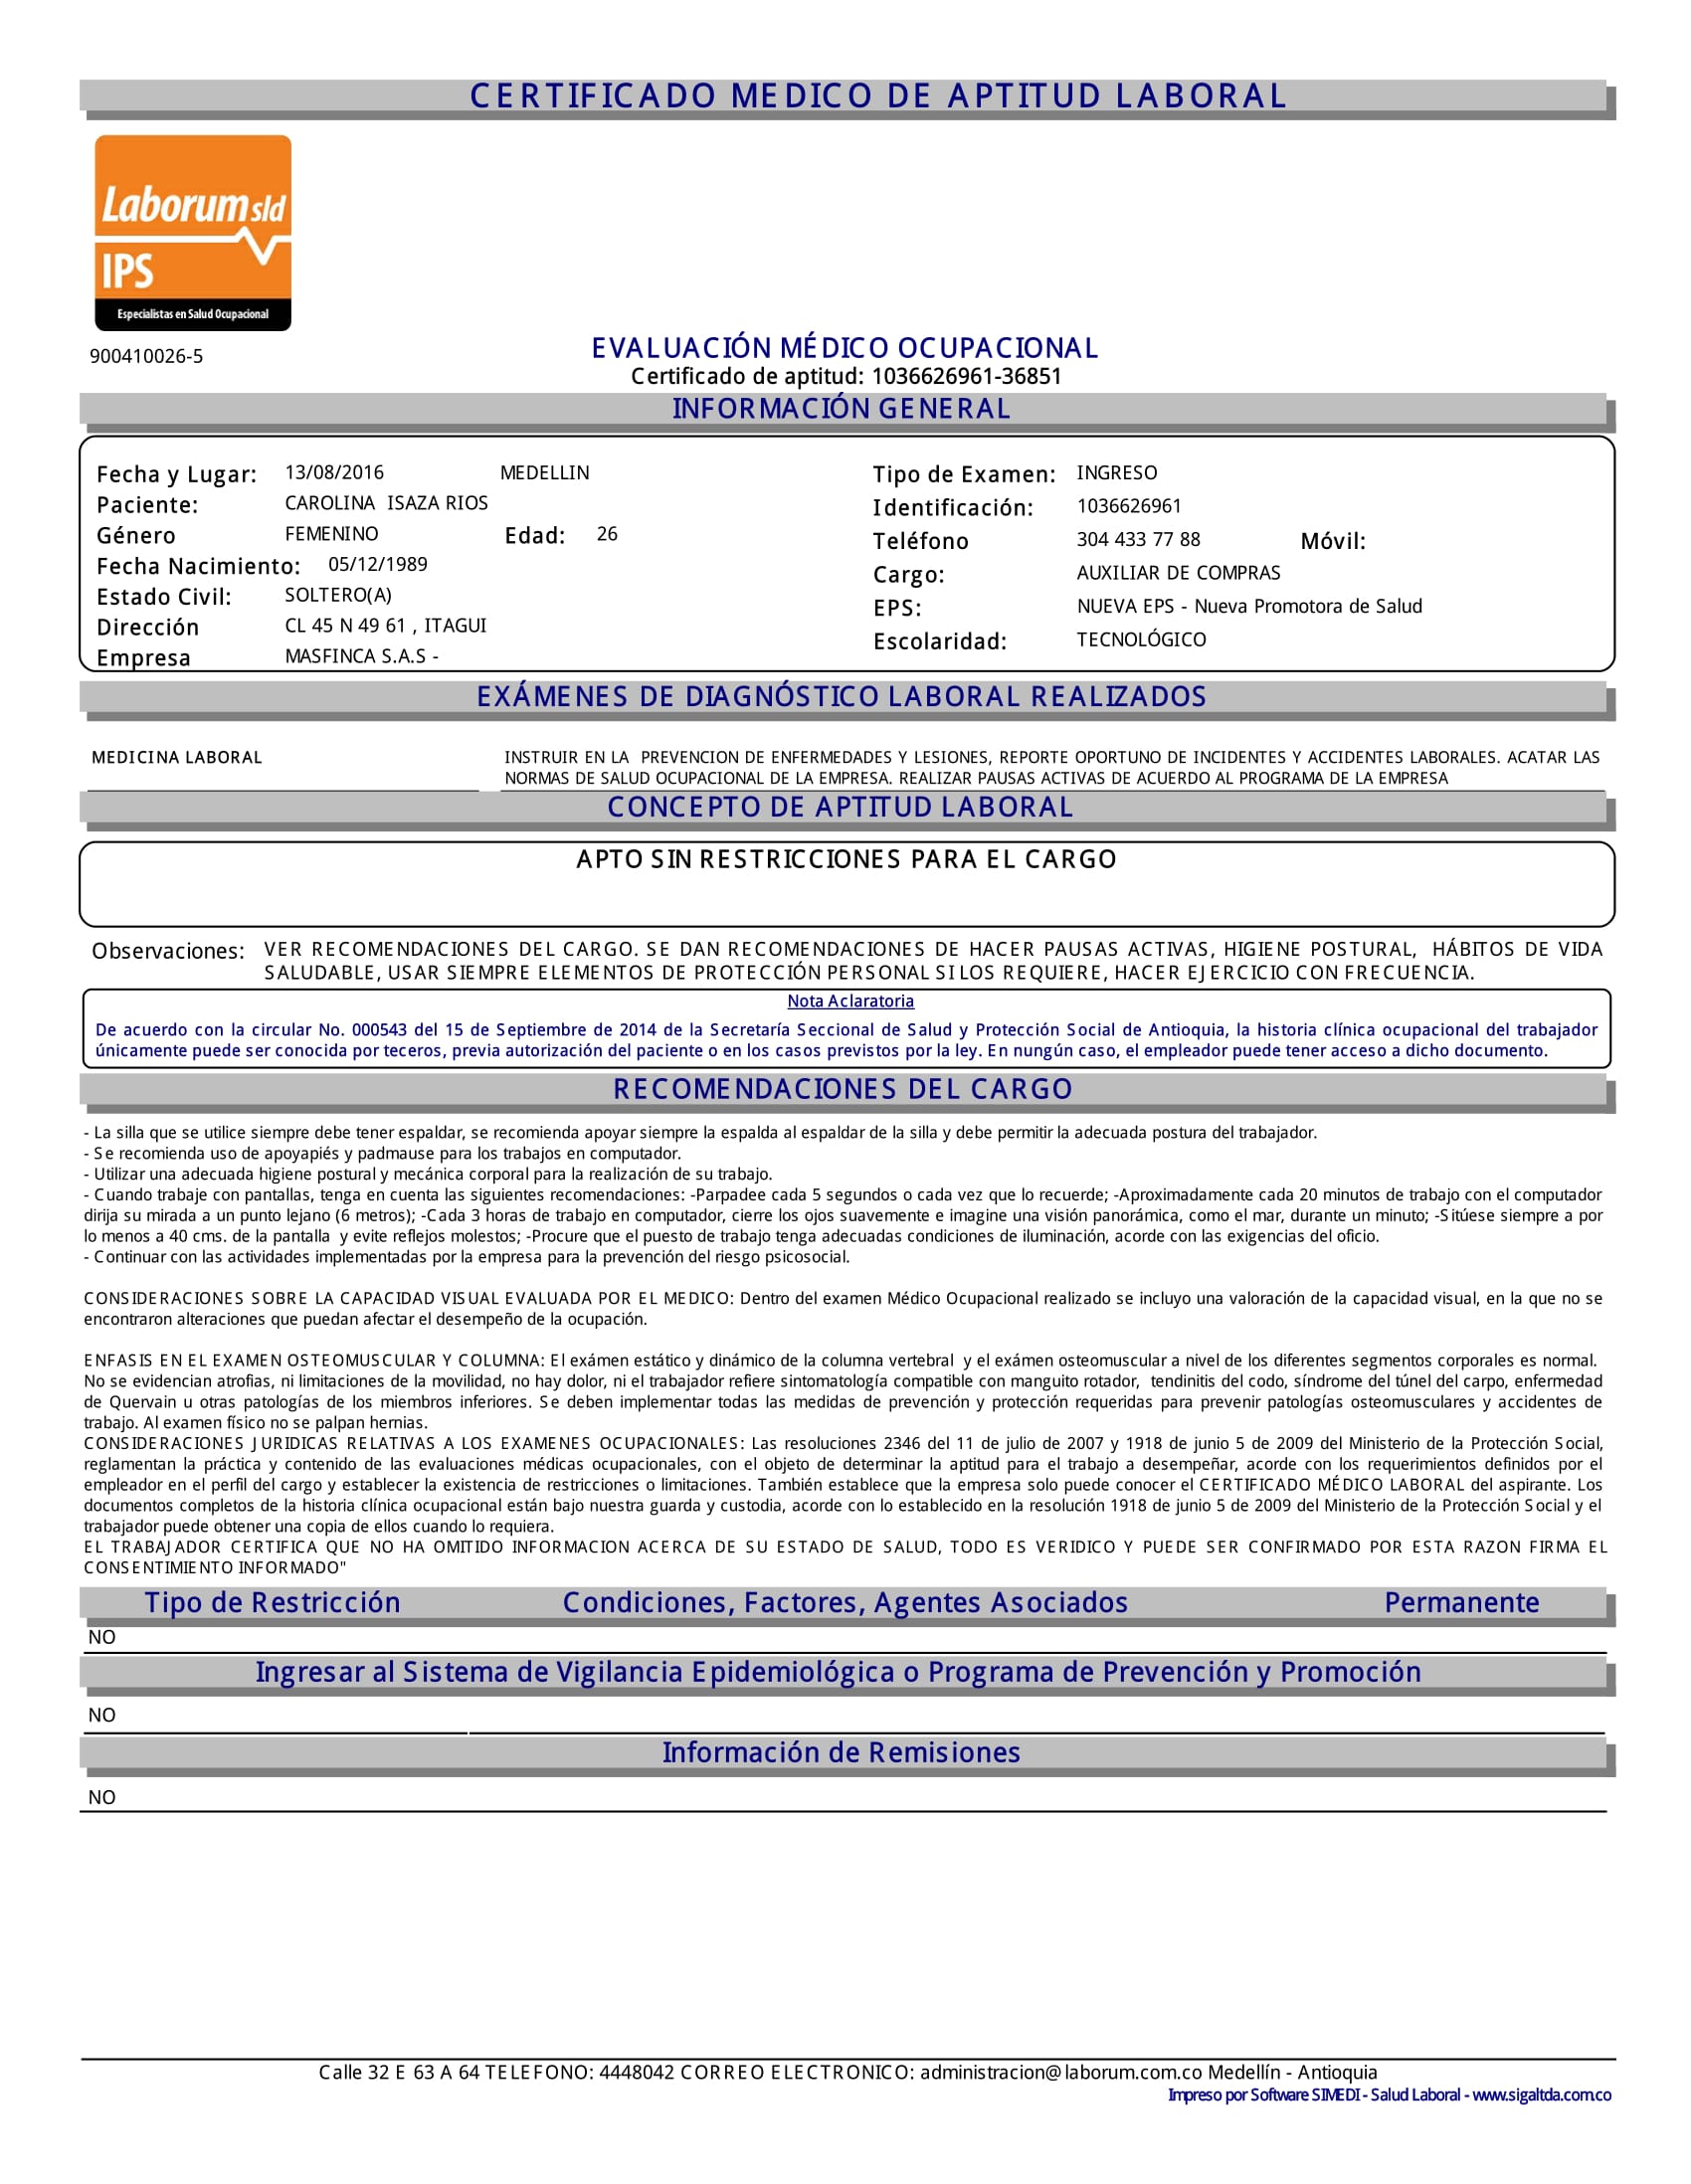 CERTIFICADO MEDICO DE APTITUD LABORAL
Laborum sld
IPS
Especialistas en Salud Ocupacional
900410026-5
EVALUACIÓN MÉDICO OCUPACIONAL
Certificado de aptitud: 1036626961-36851
INFORMACIÓN GENERAL
Fecha y Lugar: 13/08/2016 MEDELLIN Tipo de Examen: INGRESO
Paciente: CAROLINA ISAZA RIOS Identificación: 1036626961
Género FEMENINO Edad: 26 Teléfono 304 433 77 88 Móvil:
Fecha Nacimiento: 05/12/1989 Cargo: AUXILIAR DE COMPRAS
Estado Civil: SOLTERO(A) EPS: NUEVA EPS - Nueva Promotora de Salud
Dirección CL 45 N 49 61 , ITAGUI Escolaridad: TECNOLÓGICO
Empresa MASFINCA S.A.S -
EXÁMENES DE DIAGNÓSTICO LABORAL REALIZADOS
MEDICINA LABORAL INSTRUIR EN LA PREVENCION DE ENFERMEDADES Y LESIONES, REPORTE OPORTUNO DE INCIDENTES Y ACCIDENTES LABORALES. ACATAR LAS
NORMAS DE SALUD OCUPACIONAL DE LA EMPRESA. REALIZAR PAUSAS ACTIVAS DE ACUERDO AL PROGRAMA DE LA EMPRESA
CONCEPTO DE APTITUD LABORAL
APTO SIN RESTRICCIONES PARA EL CARGO
Observaciones: VER RECOMENDACIONES DEL CARGO. SE DAN RECOMENDACIONES DE HACER PAUSAS ACTIVAS, HIGIENE POSTURAL, HÁBITOS DE VIDA
SALUDABLE, USAR SIEMPRE ELEMENTOS DE PROTECCIÓN PERSONAL SI LOS REQUIERE, HACER EJERCICIO CON FRECUENCIA.
Nota Aclaratoria
De acuerdo con la circular No. 000543 del 15 de Septiembre de 2014 de la Secretaría Seccional de Salud y Protección Social de Antioquia, la historia clínica ocupacional del trabajador
únicamente puede ser conocida por teceros, previa autorización del paciente o en los casos previstos por la ley. En nungún caso, el empleador puede tener acceso a dicho documento.
RECOMENDACIONES DEL CARGO
- La silla que se utilice siempre debe tener espaldar, se recomienda apoyar siempre la espalda al espaldar de la silla y debe permitir la adecuada postura del trabajador.
- Se recomienda uso de apoyapiés y padmause para los trabajos en computador.
- Utilizar una adecuada higiene postural y mecánica corporal para la realización de su trabajo.
- Cuando trabaje con pantallas, tenga en cuenta las siguientes recomendaciones: -Parpadee cada 5 segundos o cada vez que lo recuerde; -Aproximadamente cada 20 minutos de trabajo con el computador
dirija su mirada a un punto lejano (6 metros); -Cada 3 horas de trabajo en computador, cierre los ojos suavemente e imagine una visión panorámica, como el mar, durante un minuto; -Sitúese siempre a por
lo menos a 40 cms. de la pantalla y evite reflejos molestos; -Procure que el puesto de trabajo tenga adecuadas condiciones de iluminación, acorde con las exigencias del oficio.
- Continuar con las actividades implementadas por la empresa para la prevención del riesgo psicosocial.
CONSIDERACIONES SOBRE LA CAPACIDAD VISUAL EVALUADA POR EL MEDICO: Dentro del examen Médico Ocupacional realizado se incluyo una valoración de la capacidad visual, en la que no se
encontraron alteraciones que puedan afectar el desempeño de la ocupación.
ENFASIS EN EL EXAMEN OSTEOMUSCULAR Y COLUMNA: El exámen estático y dinámico de la columna vertebral y el exámen osteomuscular a nivel de los diferentes segmentos corporales es normal.
No se evidencian atrofias, ni limitaciones de la movilidad, no hay dolor, ni el trabajador refiere sintomatología compatible con manguito rotador, tendinitis del codo, síndrome del túnel del carpo, enfermedad
de Quervain u otras patologías de los miembros inferiores. Se deben implementar todas las medidas de prevención y protección requeridas para prevenir patologías osteomusculares y accidentes de
trabajo. Al examen físico no se palpan hernias.
CONSIDERACIONES JURIDICAS RELATIVAS A LOS EXAMENES OCUPACIONALES: Las resoluciones 2346 del 11 de julio de 2007 y 1918 de junio 5 de 2009 del Ministerio de la Protección Social,
reglamentan la práctica y contenido de las evaluaciones médicas ocupacionales, con el objeto de determinar la aptitud para el trabajo a desempeñar, acorde con los requerimientos definidos por el
empleador en el perfil del cargo y establecer la existencia de restricciones o limitaciones. También establece que la empresa solo puede conocer el CERTIFICADO MÉDICO LABORAL del aspirante. Los
documentos completos de la historia clínica ocupacional están bajo nuestra guarda y custodia, acorde con lo establecido en la resolución 1918 de junio 5 de 2009 del Ministerio de la Protección Social y el
trabajador puede obtener una copia de ellos cuando lo requiera.
EL TRABAJADOR CERTIFICA QUE NO HA OMITIDO INFORMACION ACERCA DE SU ESTADO DE SALUD, TODO ES VERIDICO Y PUEDE SER CONFIRMADO POR ESTA RAZON FIRMA EL
CONSENTIMIENTO INFORMADO"
Tipo de Restricción Condiciones, Factores, Agentes Asociados Permanente
NO
Ingresar al Sistema de Vigilancia Epidemiológica o Programa de Prevención y Promoción
NO
Información de Remisiones
NO
Calle 32 E 63 A 64 TELEFONO: 4448042 CORREO ELECTRONICO: administracion@laborum.com.co Medellín - Antioquia
Impreso por Software SIMEDI - Salud Laboral - www.sigaltda.com.co